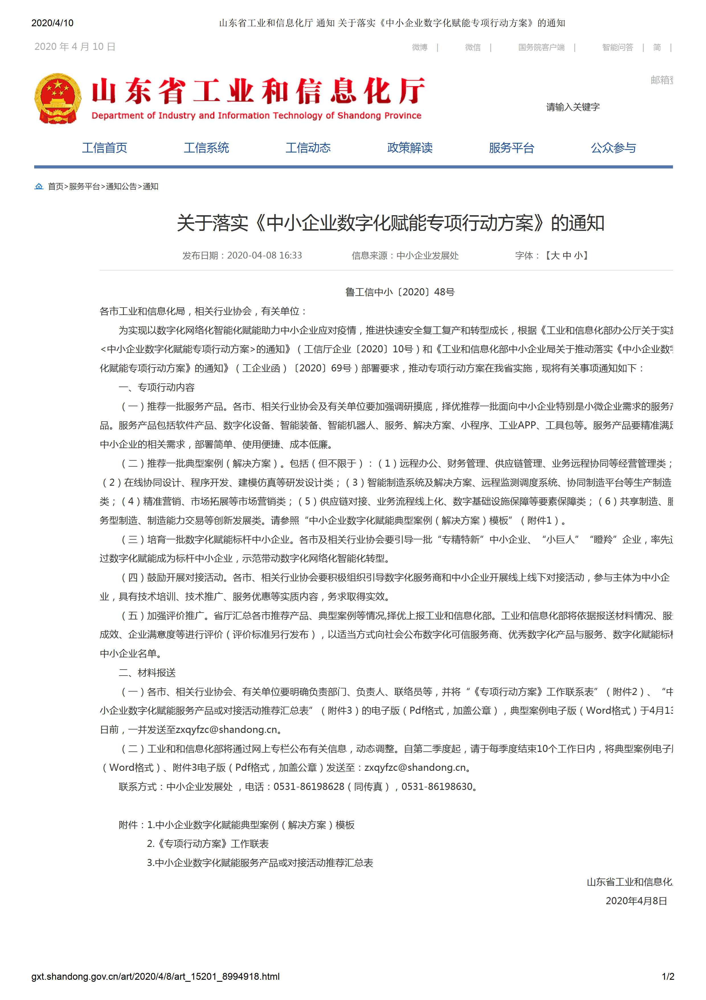 2020/4/10 山东省工业和信息化厅 通知 关于落实《中小企业数字化赋能专项行动方案》的通知
2020 年 4 月 10 日 微博 | 微信 | 国务院客户端 | 智能问答 | 简 |
邮箱
山东省工业和信息化厅
Department of Industry and Information Technology of Shandong Province
请输入关键字
工信首页 工信系统 工信动态 政策解读 服务平台 公众参与
首页>服务平台>通知公告>通知
关于落实《中小企业数字化赋能专项行动方案》的通知
发布日期：2020-04-08 16:33 信息来源：中小企业发展处 字体：【大 中 小】
鲁工信中小〔2020〕48号
各市工业和信息化局，相关行业协会，有关单位：
为实现以数字化网络化智能化赋能助力中小企业应对疫情，推进快速安全复工复产和转型成长，根据《工业和信息化部办公厅关于实施
<中小企业数字化赋能专项行动方案>的通知》（工信厅企业〔2020〕10号）和《工业和信息化部中小企业局关于推动落实《中小企业数字
化赋能专项行动方案》的通知》（工企业函）〔2020〕69号）部署要求，推动专项行动方案在我省实施，现将有关事项通知如下：
一、专项行动内容
（一）推荐一批服务产品。各市、相关行业协会及有关单位要加强调研摸底，择优推荐一批面向中小企业特别是小微企业需求的服务产
品。服务产品包括软件产品、数字化设备、智能装备、智能机器人、服务、解决方案、小程序、工业APP、工具包等。服务产品要精准满足
中小企业的相关需求，部署简单、使用便捷、成本低廉。
（二）推荐一批典型案例（解决方案）。包括（但不限于）：（1）远程办公、财务管理、供应链管理、业务远程协同等经营管理类；
（2）在线协同设计、程序开发、建模仿真等研发设计类；（3）智能制造系统及解决方案、远程监测调度系统、协同制造平台等生产制造
类；（4）精准营销、市场拓展等市场营销类；（5）供应链对接、业务流程线上化、数字基础设施保障等要素保障类；（6）共享制造、服
务型制造、制造能力交易等创新发展类。请参照“中小企业数字化赋能典型案例（解决方案）模板”（附件1）。
（三）培育一批数字化赋能标杆中小企业。各市及相关行业协会要引导一批“专精特新”中小企业、“小巨人”“瞪羚”企业，率先通
过数字化赋能成为标杆中小企业，示范带动数字化网络化智能化转型。
（四）鼓励开展对接活动。各市、相关行业协会要积极组织引导数字化服务商和中小企业开展线上线下对接活动，参与主体为中小企
业，具有技术培训、技术推广、服务优惠等实质内容，务求取得实效。
（五）加强评价推广。省厅汇总各市推荐产品、典型案例等情况,择优上报工业和信息化部。工业和信息化部将依据报送材料情况、服务
成效、企业满意度等进行评价（评价标准另行发布），以适当方式向社会公布数字化可信服务商、优秀数字化产品与服务、数字化赋能标杆
中小企业名单。
二、材料报送
（一）各市、相关行业协会、有关单位要明确负责部门、负责人、联络员等，并将“《专项行动方案》工作联系表”（附件2）、“中
小企业数字化赋能服务产品或对接活动推荐汇总表”（附件3）的电子版（Pdf格式，加盖公章），典型案例电子版（Word格式）于4月13
日前，一并发送至zxqyfzc@shandong.cn。
（二）工业和和信息化部将通过网上专栏公布有关信息，动态调整。自第二季度起，请于每季度结束10个工作日内，将典型案例电子版
（Word格式）、附件3电子版（Pdf格式，加盖公章）发送至：zxqyfzc@shandong.cn。
联系方式：中小企业发展处 ，电话：0531-86198628（同传真），0531-86198630。
附件：1.中小企业数字化赋能典型案例（解决方案）模板
2.《专项行动方案》工作联表
3.中小企业数字化赋能服务产品或对接活动推荐汇总表
山东省工业和信息化
2020年4月8日
gxt.shandong.gov.cn/art/2020/4/8/art_15201_8994918.html 1/2